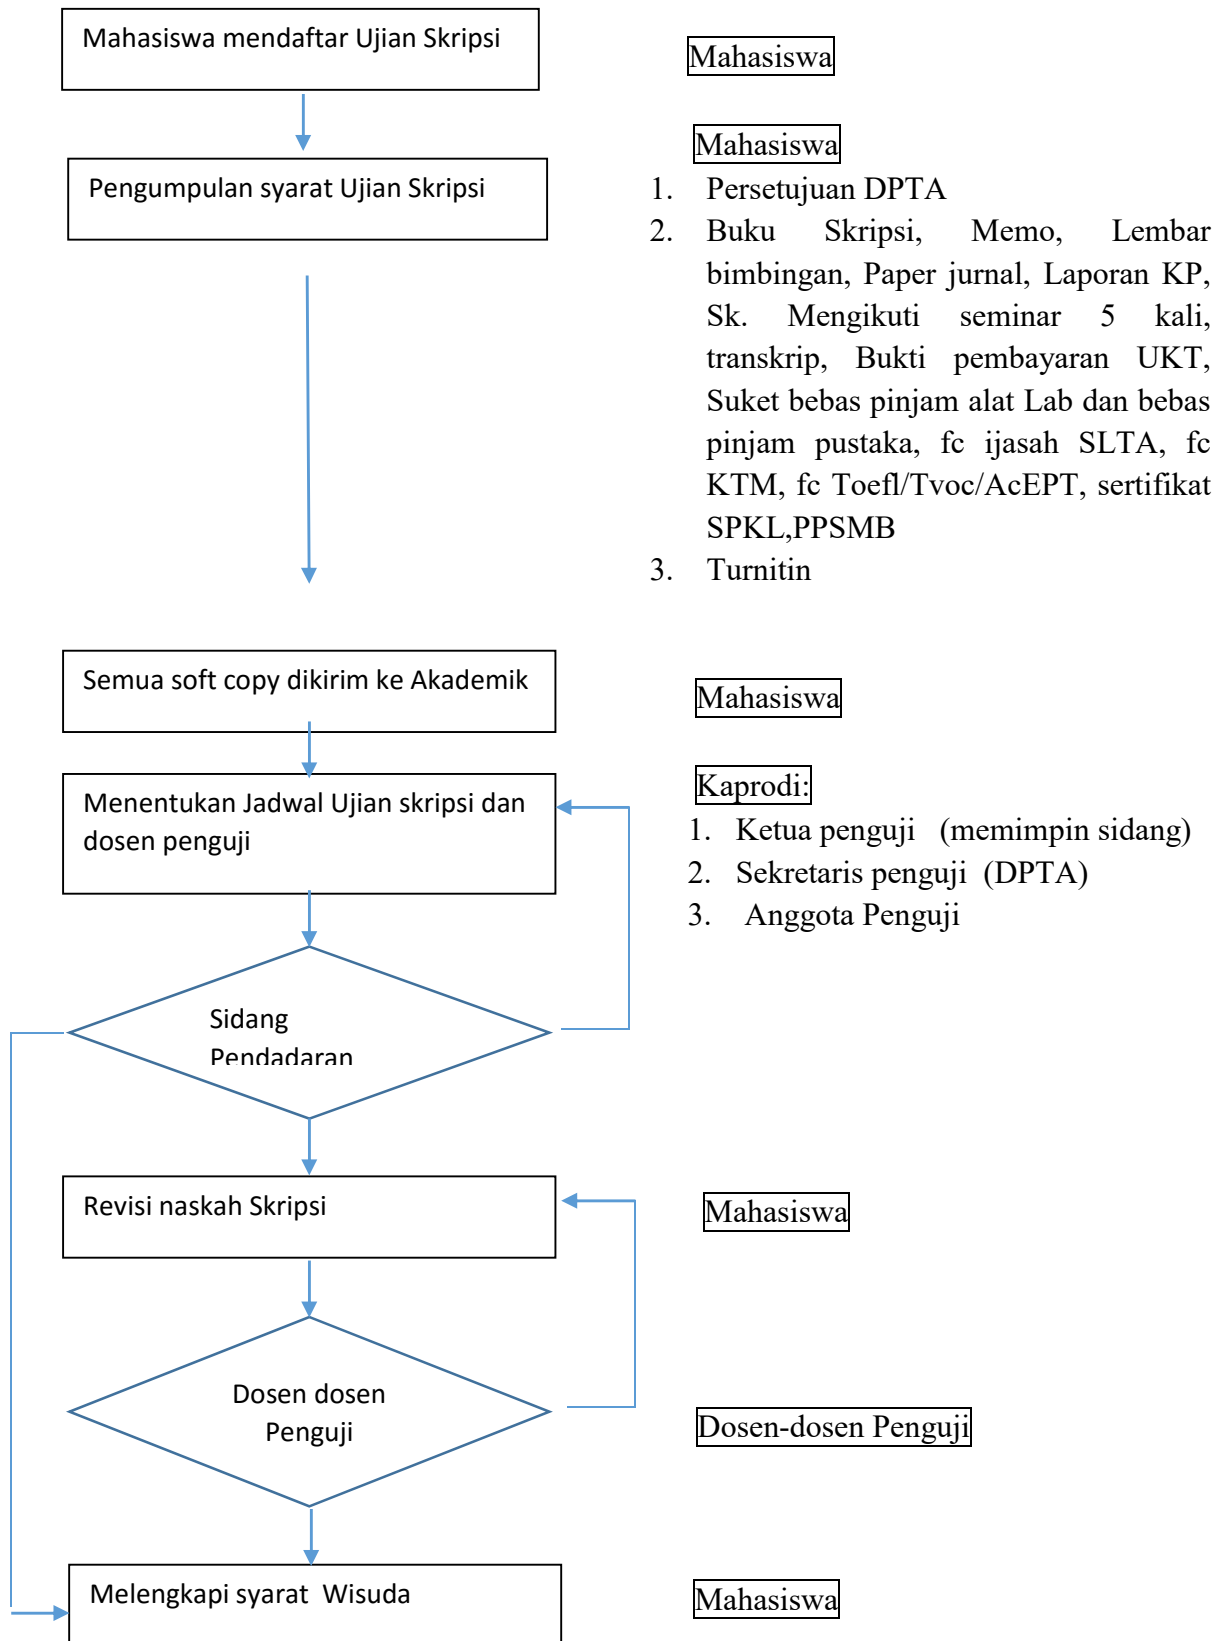 Mahasiswa mendaftar Ujian Skripsi
Mahasiswa
Mahasiswa
Pengumpulan syarat Ujian Skripsi
1. Persetujuan DPTA
2. Buku Skripsi, Memo, Lembar
bimbingan, Paper jurnal, Laporan KP,
Sk. Mengikuti seminar 5 kali,
transkrip, Bukti pembayaran UKT,
Suket bebas pinjam alat Lab dan bebas
pinjam pustaka, fc ijasah SLTA, fc
KTM, fc Toefl/Tvoc/AcEPT, sertifikat
SPKL,PPSMB
3. Turnitin
Semua soft copy dikirim ke Akademik
Mahasiswa
Menentukan Jadwal Ujian skripsi dan
dosen penguji
Kaprodi:
1. Ketua penguji (memimpin sidang)
2. Sekretaris penguji (DPTA)
3. Anggota Penguji
Sidang
Pendadaran
Revisi naskah Skripsi
Mahasiswa
Dosen dosen
Penguji
Dosen-dosen Penguji
Melengkapi syarat Wisuda
Mahasiswa